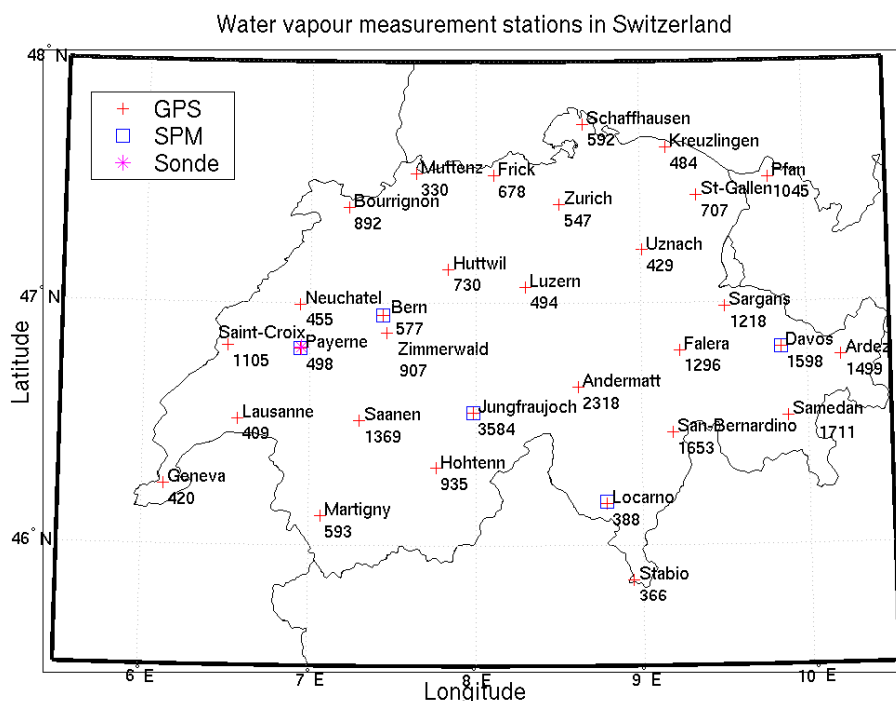 Water vapour measurement stations in Switzerland
48° N
GPS
SPM
Sonde
Schaffhausen
592
Kreuzlingen
484
Muttenz
330
Frick
678
Pfan
1045
St-Gallen
707
Bourrignon
892
Zurich
547
Uznach
429
Huttwil
730
Luzern
494
47° N
Neuchatel
455
Bern
577
Sargans
1218
Saint-Croix
1105
Payerne
498
Zimmerwald
907
Falera
1296
Davos
1598
Ardez
1499
Andermatt
2318
Lausanne
409
Saanen
1369
Jungfraujoch
3584
San-Bernardino
1653
Samedan
1711
Hohtenn
935
Geneva
420
Martigny
593
Locarno
388
46° N
Stabio
366
Latitude
6° E
7° E
8° E
9° E
10° E
Longitude